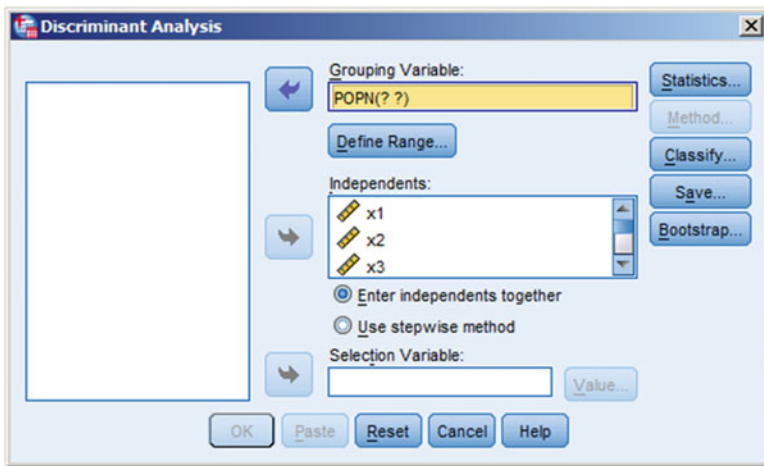 Discriminant Analysis
Grouping Variable:
POPN(? ?)
Define Range...
Independents:
x1
x2
x3
Enter independents together
Use stepwise method
Selection Variable:
Value...
Statistics...
Method...
Classify...
Save...
Bootstrap...
OK
Paste
Reset
Cancel
Help